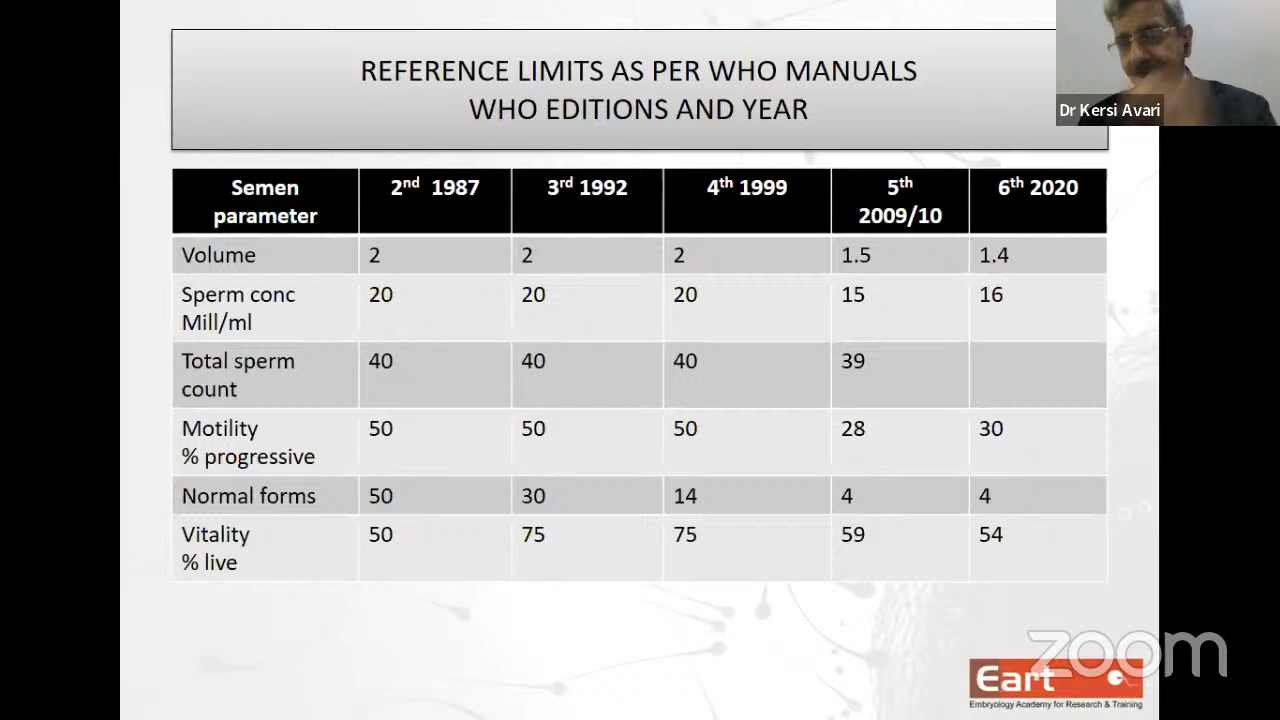 REFERENCE LIMITS AS PER WHO MANUALS
WHO EDITIONS AND YEAR
Dr Kersi Avari
Semen parameter 2nd 1987 3rd 1992 4th 1999 5th 2009/10 6th 2020
Volume 2 2 2 1.5 1.4
Sperm conc Mill/ml 20 20 20 15 16
Total sperm count 40 40 40 39
Motility % progressive 50 50 50 28 30
Normal forms 50 30 14 4 4
Vitality % live 50 75 75 59 54
zoom
Eart
Embryology Academy for Research & Training